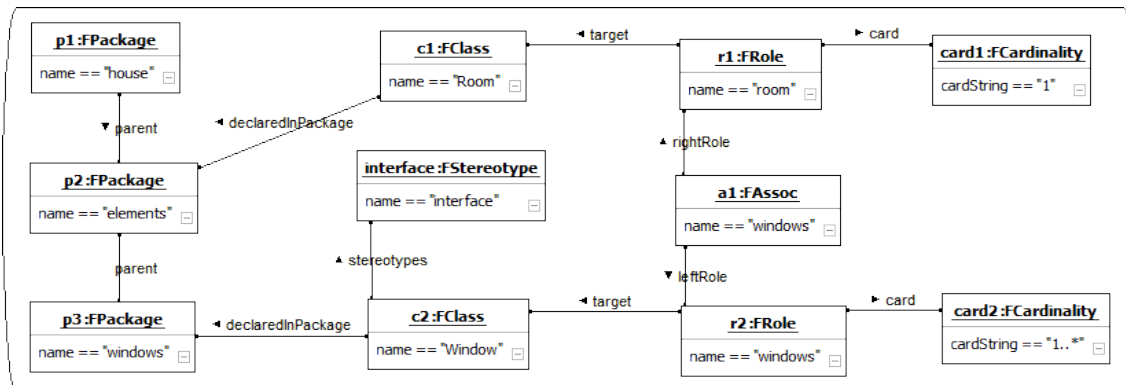 p1:FPackage
name == "house"
c1:FClass
name == "Room"
◄ target
r1:FRole
name == "room"
► card
card1:FCardinality
cardString == "1"
◄ declaredInPackage
▼ parent
▲ rightRole
p2:FPackage
name == "elements"
interface:FStereotype
name == "interface"
a1:FAssoc
name == "windows"
parent
▲ stereotypes
▼ leftRole
p3:FPackage
name == "windows"
◄ declaredInPackage
c2:FClass
name == "Window"
◄ target
r2:FRole
name == "windows"
► card
card2:FCardinality
cardString == "1..*"